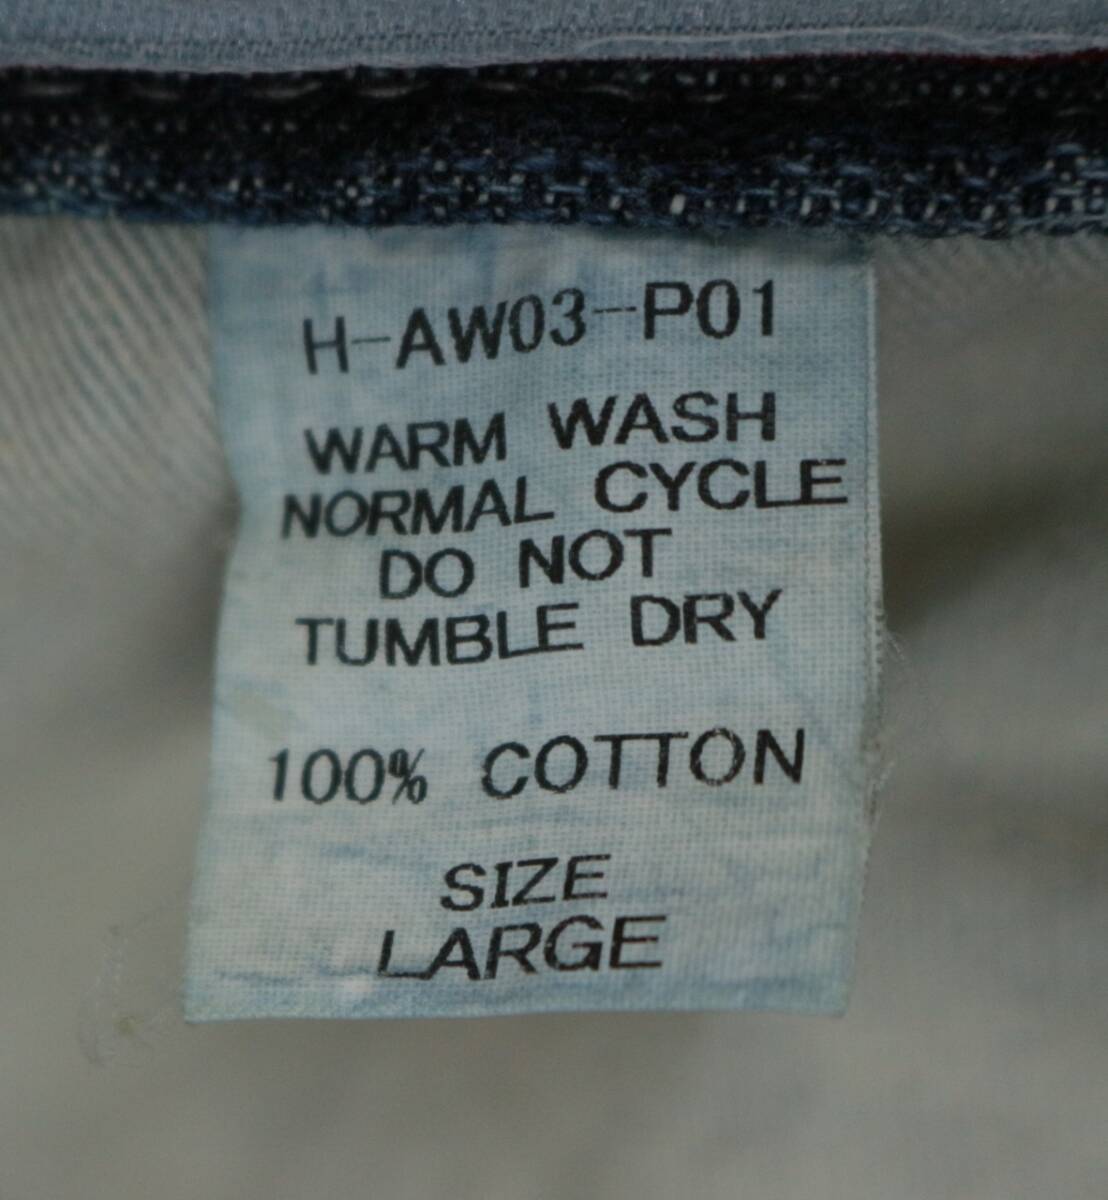 H-AW03-P01
WARM WASH
NORMAL CYCLE
DO NOT
TUMBLE DRY
100% COTTON
SIZE
LARGE